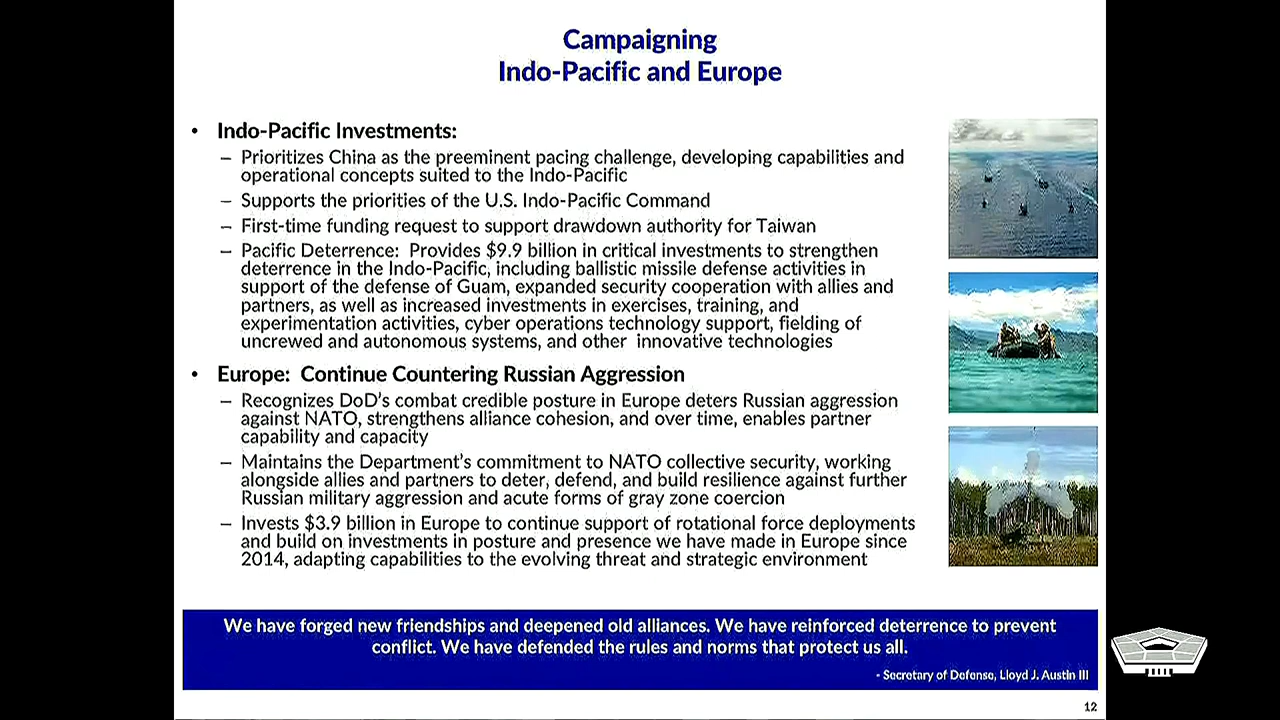 Campaigning
Indo-Pacific and Europe
• Indo-Pacific Investments:
– Prioritizes China as the preeminent pacing challenge, developing capabilities and
operational concepts suited to the Indo-Pacific
– Supports the priorities of the U.S. Indo-Pacific Command
– First-time funding request to support drawdown authority for Taiwan
– Pacific Deterrence: Provides $9.9 billion in critical investments to strengthen
deterrence in the Indo-Pacific, including ballistic missile defense activities in
support of the defense of Guam, expanded security cooperation with allies and
partners, as well as increased investments in exercises, training, and
experimentation activities, cyber operations technology support, fielding of
uncrewed and autonomous systems, and other innovative technologies
• Europe: Continue Countering Russian Aggression
– Recognizes DoD's combat credible posture in Europe deters Russian aggression
against NATO, strengthens alliance cohesion, and over time, enables partner
capability and capacity
– Maintains the Department's commitment to NATO collective security, working
alongside allies and partners to deter, defend, and build resilience against further
Russian military aggression and acute forms of gray zone coercion
– Invests $3.9 billion in Europe to continue support of rotational force deployments
and build on investments in posture and presence we have made in Europe since
2014, adapting capabilities to the evolving threat and strategic environment
We have forged new friendships and deepened old alliances. We have reinforced deterrence to prevent
conflict. We have defended the rules and norms that protect us all.
- Secretary of Defense, Lloyd J. Austin III
12